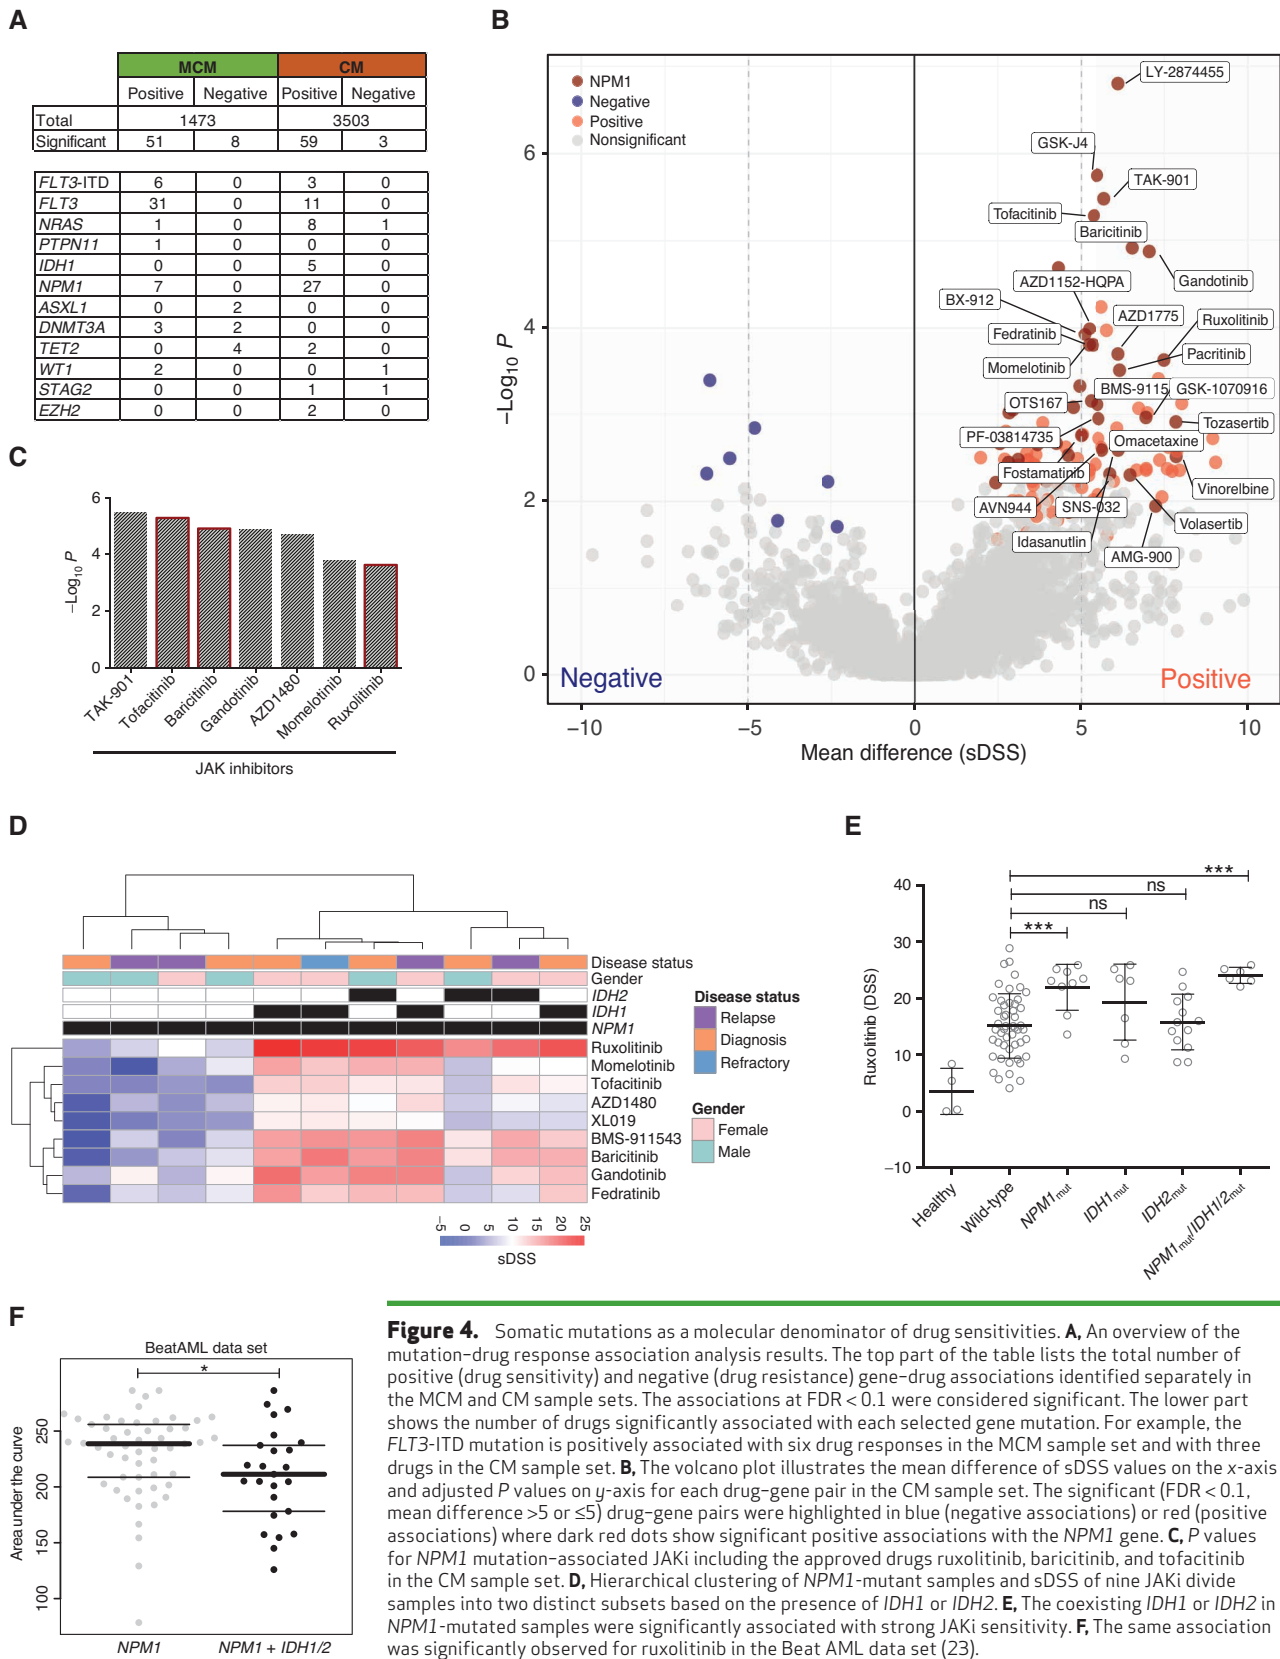 A
MCM CM
Positive Negative Positive Negative
Total 1473 3503
Significant 51 8 59 3
FLT3-ITD 6 0 3 0
FLT3 31 0 11 0
NRAS 1 0 8 1
PTPN11 1 0 0 0
IDH1 0 0 5 0
NPM1 7 0 27 0
ASXL1 0 2 0 0
DNMT3A 3 2 0 0
TET2 0 4 2 0
WT1 2 0 0 1
STAG2 0 0 1 1
EZH2 0 0 2 0
B
NPM1
Negative
Positive
Nonsignificant
LY-2874455
GSK-J4
TAK-901
Tofacitinib
Baricitinib
Gandotinib
AZD1152-HQPA
BX-912
AZD1775
Ruxolitinib
Fedratinib
Momelotinib
Pacritinib
BMS-9115
GSK-1070916
OTS167
Tozasertib
PF-03814735
Omacetaxine
Fostamatinib
Vinorelbine
AVN944
SNS-032
Volasertib
Idasanutlin
AMG-900
Negative
Positive
6
4
2
0
−Log10 P
−10 −5 0 5 10
Mean difference (sDSS)
C
6
4
2
0
−Log10 P
TAK-901
Tofacitinib
Baricitinib
Gandotinib
AZD1480
Momelotinib
Ruxolitinib
JAK inhibitors
D
Disease status
Gender
IDH2
IDH1
NPM1
Ruxolitinib
Momelotinib
Tofacitinib
AZD1480
XL019
BMS-911543
Baricitinib
Gandotinib
Fedratinib
Disease status
Relapse
Diagnosis
Refractory
Gender
Female
Male
−5 0 5 10 15 20 25
sDSS
E
40
30
20
10
0
−10
Ruxolitinib (DSS)
***
ns
ns
***
Healthy
Wild-type
NPM1mut
IDH1mut
IDH2mut
NPM1mut/IDH1/2mut
F
BeatAML data set
*
250
200
150
100
Area under the curve
NPM1 NPM1 + IDH1/2
Figure 4. Somatic mutations as a molecular denominator of drug sensitivities. A, An overview of the
mutation–drug response association analysis results. The top part of the table lists the total number of
positive (drug sensitivity) and negative (drug resistance) gene–drug associations identified separately in
the MCM and CM sample sets. The associations at FDR < 0.1 were considered significant. The lower part
shows the number of drugs significantly associated with each selected gene mutation. For example, the
FLT3-ITD mutation is positively associated with six drug responses in the MCM sample set and with three
drugs in the CM sample set. B, The volcano plot illustrates the mean difference of sDSS values on the x-axis
and adjusted P values on y-axis for each drug–gene pair in the CM sample set. The significant (FDR < 0.1,
mean difference >5 or ≤5) drug–gene pairs were highlighted in blue (negative associations) or red (positive
associations) where dark red dots show significant positive associations with the NPM1 gene. C, P values
for NPM1 mutation–associated JAKi including the approved drugs ruxolitinib, baricitinib, and tofacitinib
in the CM sample set. D, Hierarchical clustering of NPM1-mutant samples and sDSS of nine JAKi divide
samples into two distinct subsets based on the presence of IDH1 or IDH2. E, The coexisting IDH1 or IDH2 in
NPM1-mutated samples were significantly associated with strong JAKi sensitivity. F, The same association
was significantly observed for ruxolitinib in the Beat AML data set (23).